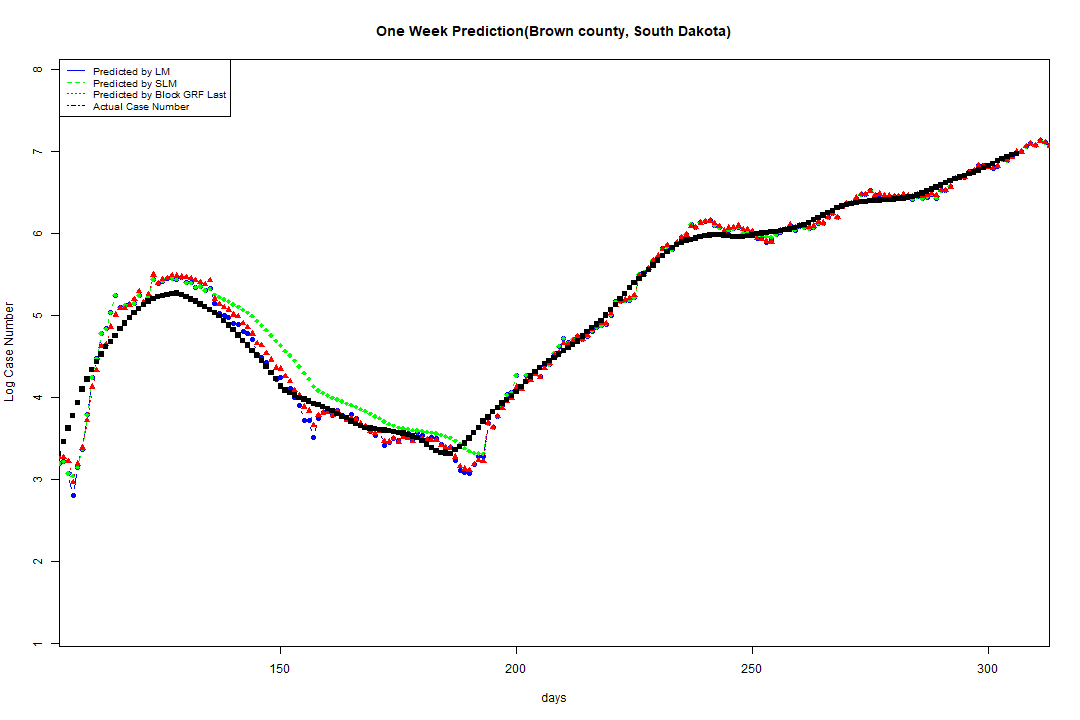 One Week Prediction(Brown county, South Dakota)
Predicted by LM
Predicted by SLM
Predicted by Block GRF Last
Actual Case Number
8
7
6
5
4
3
2
1
Log Case Number
150
200
250
300
days